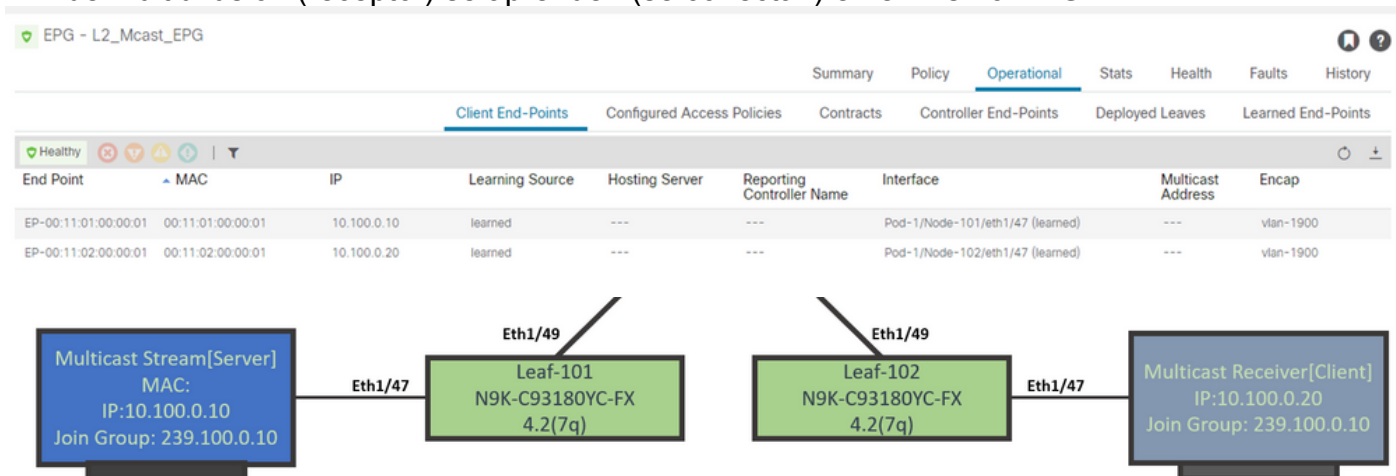 EPG - L2_Mcast_EPG
Summary Policy Operational Stats Health Faults History
Client End-Points Configured Access Policies Contracts Controller End-Points Deployed Leaves Learned End-Points
Healthy
End Point MAC IP Learning Source Hosting Server Reporting Controller Name Interface Multicast Address Encap
EP-00:11:01:00:00:01 00:11:01:00:00:01 10.100.0.10 learned --- --- Pod-1/Node-101/eth1/47 (learned) --- vlan-1900
EP-00:11:02:00:00:01 00:11:02:00:00:01 10.100.0.20 learned --- --- Pod-1/Node-102/eth1/47 (learned) --- vlan-1900
Eth1/49
Eth1/49
Multicast Stream[Server]
MAC:
IP:10.100.0.10
Join Group: 239.100.0.10
Eth1/47
Leaf-101
N9K-C93180YC-FX
4.2(7q)
Leaf-102
N9K-C93180YC-FX
4.2(7q)
Eth1/47
Multicast Receiver[Client]
IP:10.100.0.20
Join Group: 239.100.0.10